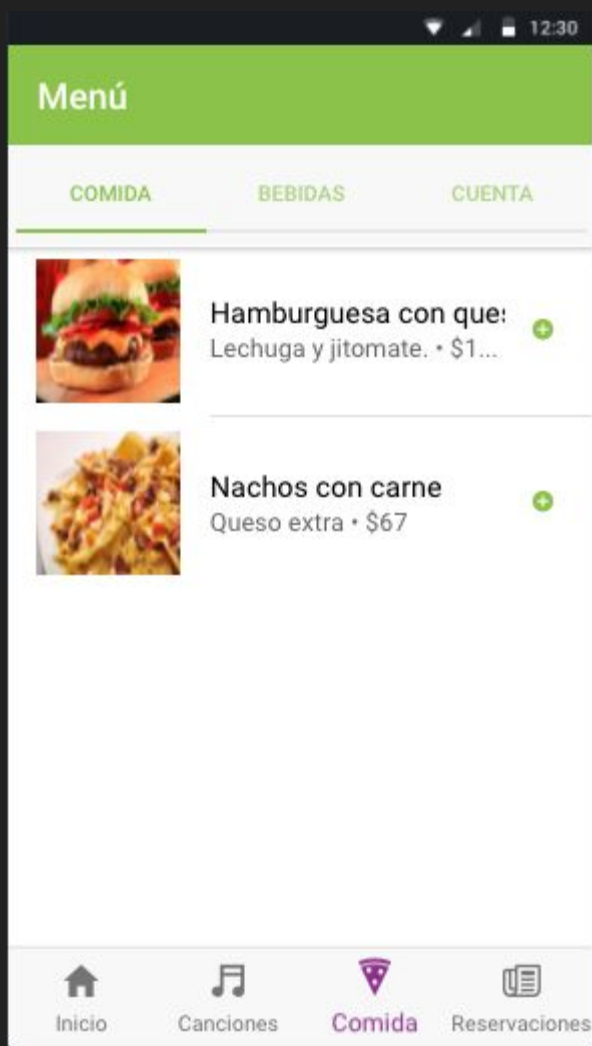 12:30
Menú
COMIDA BEBIDAS CUENTA
Hamburguesa con
Lechuga y jitomate. • $1...
Nachos con carne
Queso extra • $67
Inicio Canciones Comida Reservaciones